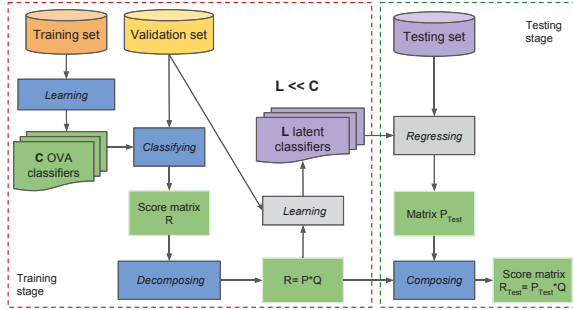 Training set
Validation set
Testing set
Testing
stage
Learning
L << C
C OVA
classifiers
Classifying
L latent
classifiers
Regressing
Score matrix
R
Learning
Matrix P_Test
Decomposing
R= P*Q
Composing
Score matrix
R_Test= P_Test*Q
Training
stage